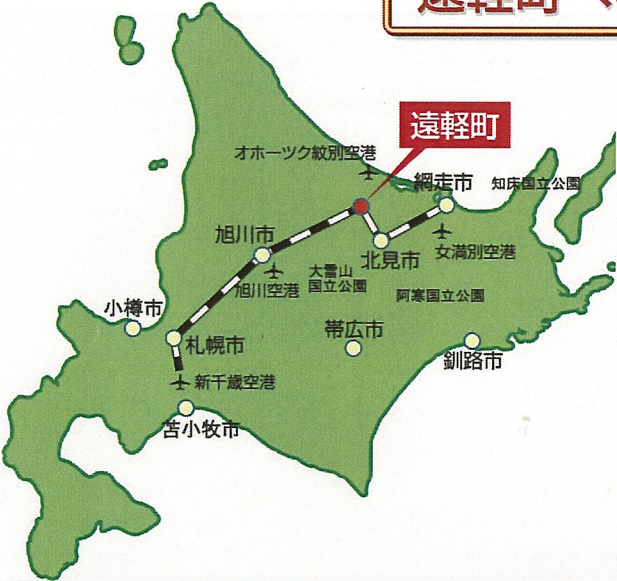 遠軽町
遠軽町
オホーツク紋別空港
網走市
知床国立公園
旭川市
北見市
女満別空港
旭川空港
大雪山
国立公園
阿寒国立公園
小樽市
札幌市
帯広市
釧路市
新千歳空港
苫小牧市